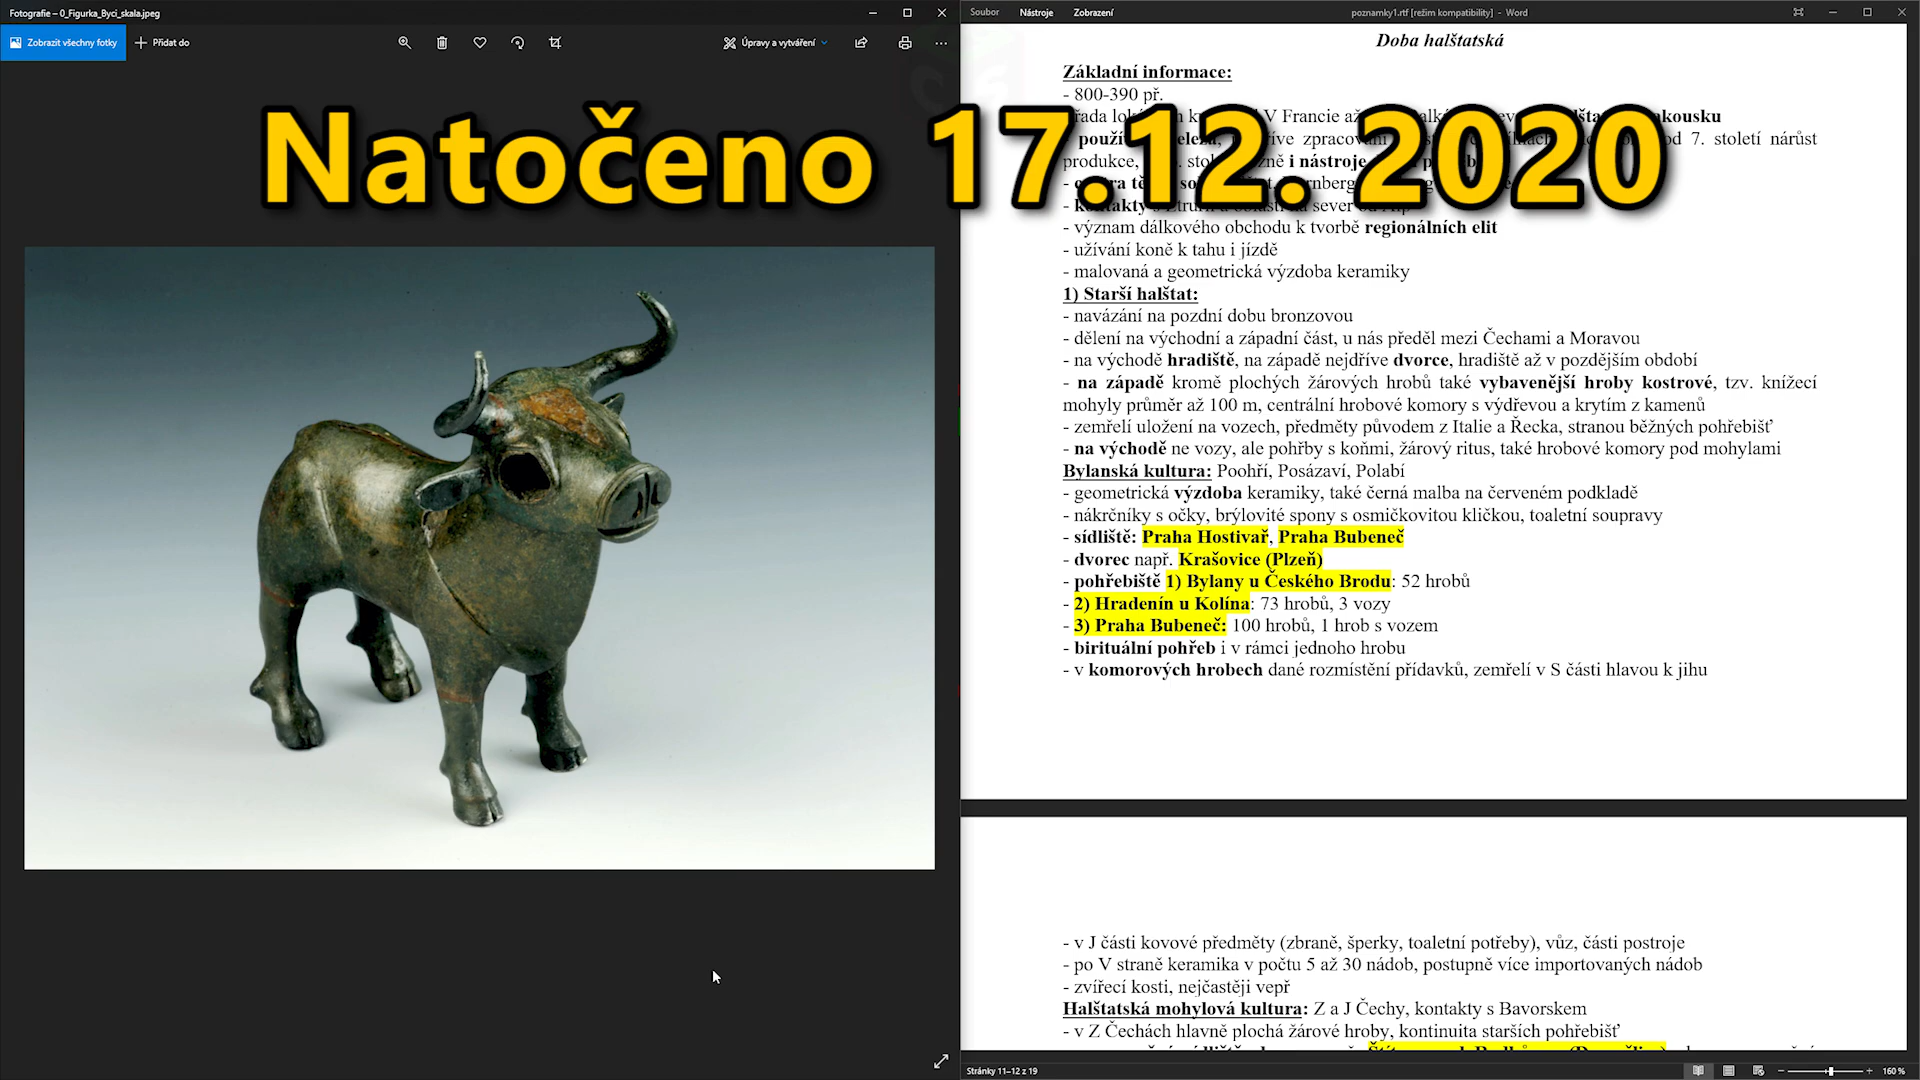 Fotografie – 0_Figurka_Byci_skala.jpeg
Zobrazit všechny fotky
Přidat do
Úpravy a vytváření
Natočeno 17.12. 2020
Soubor Nástroje Zobrazení
poznamky1.rtf [režim kompatibility] - Word
Doba halštatská
Základní informace:
- 800-390 př.
V Francie až
- význam dálkového obchodu k tvorbě regionálních elit
- užívání koně k tahu i jízdě
- malovaná a geometrická výzdoba keramiky
1) Starší halštat:
- navázání na pozdní dobu bronzovou
- dělení na východní a západní část, u nás předěl mezi Čechami a Moravou
- na východě hradiště, na západě nejdříve dvorce, hradiště až v pozdějším období
- na západě kromě plochých žárových hrobů také vybavenější hroby kostrové, tzv. knížecí
mohyly průměr až 100 m, centrální hrobové komory s výdřevou a krytím z kamenů
- zemřelí uložení na vozech, předměty původem z Italie a Řecka, stranou běžných pohřebišť
- na východě ne vozy, ale pohřby s koňmi, žárový ritus, také hrobové komory pod mohylami
Bylanská kultura: Poohří, Posázaví, Polabí
- geometrická výzdoba keramiky, také černá malba na červeném podkladě
- nákrčníky s očky, brýlovité spony s osmičkovitou kličkou, toaletní soupravy
- sídliště: Praha Hostivař, Praha Bubeneč
- dvorec např. Krašovice (Plzeň)
- pohřebiště 1) Bylany u Českého Brodu: 52 hrobů
- 2) Hradenín u Kolína: 73 hrobů, 3 vozy
- 3) Praha Bubeneč: 100 hrobů, 1 hrob s vozem
- birituální pohřeb i v rámci jednoho hrobu
- v komorových hrobech dané rozmístění přídavků, zemřelí v S části hlavou k jihu
- v J části kovové předměty (zbraně, šperky, toaletní potřeby), vůz, části postroje
- po V straně keramika v počtu 5 až 30 nádob, postupně více importovaných nádob
- zvířecí kosti, nejčastěji vepř
Halštatská mohylová kultura: Z a J Čechy, kontakty s Bavorskem
- v Z Čechách hlavně plochá žárové hroby, kontinuita starších pohřebišť
Stránky 11–12 z 19
160 %